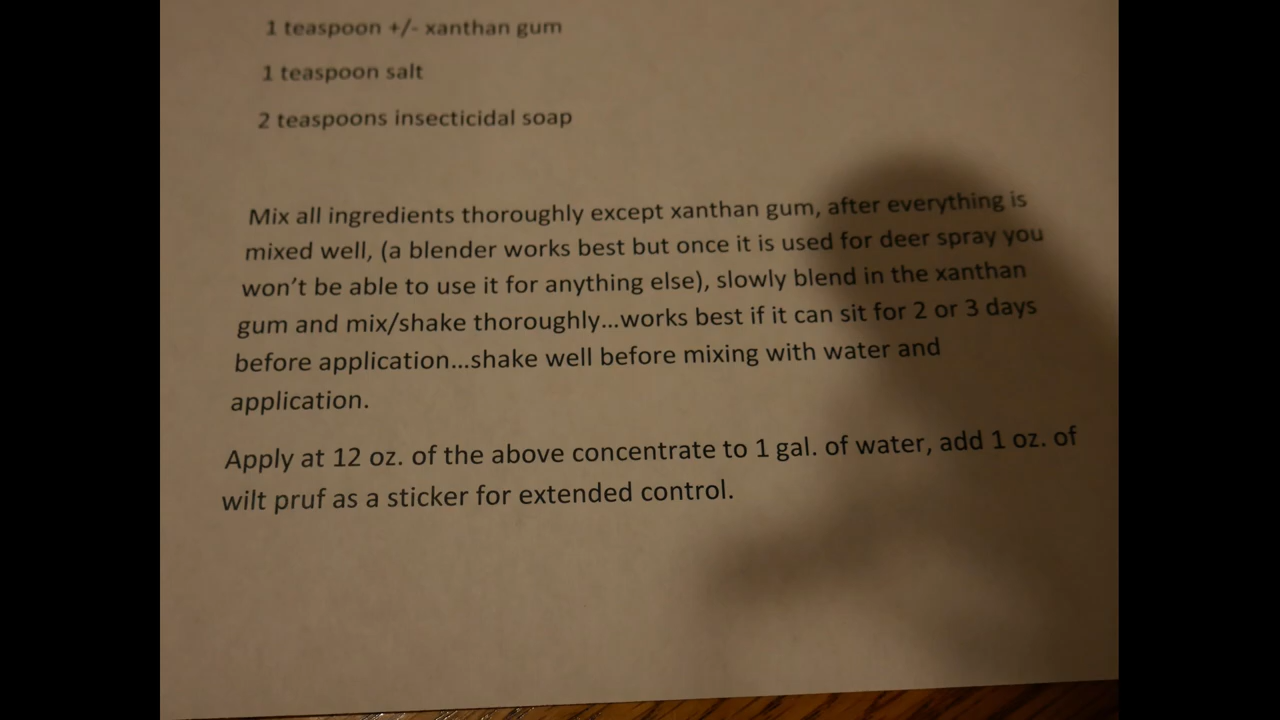 1 teaspoon +/- xanthan gum
1 teaspoon salt
2 teaspoons insecticidal soap
Mix all ingredients thoroughly except xanthan gum, after everything is
mixed well, (a blender works best but once it is used for deer spray you
won't be able to use it for anything else), slowly blend in the xanthan
gum and mix/shake thoroughly...works best if it can sit for 2 or 3 days
before application...shake well before mixing with water and
application.
Apply at 12 oz. of the above concentrate to 1 gal. of water, add 1 oz. of
wilt pruf as a sticker for extended control.